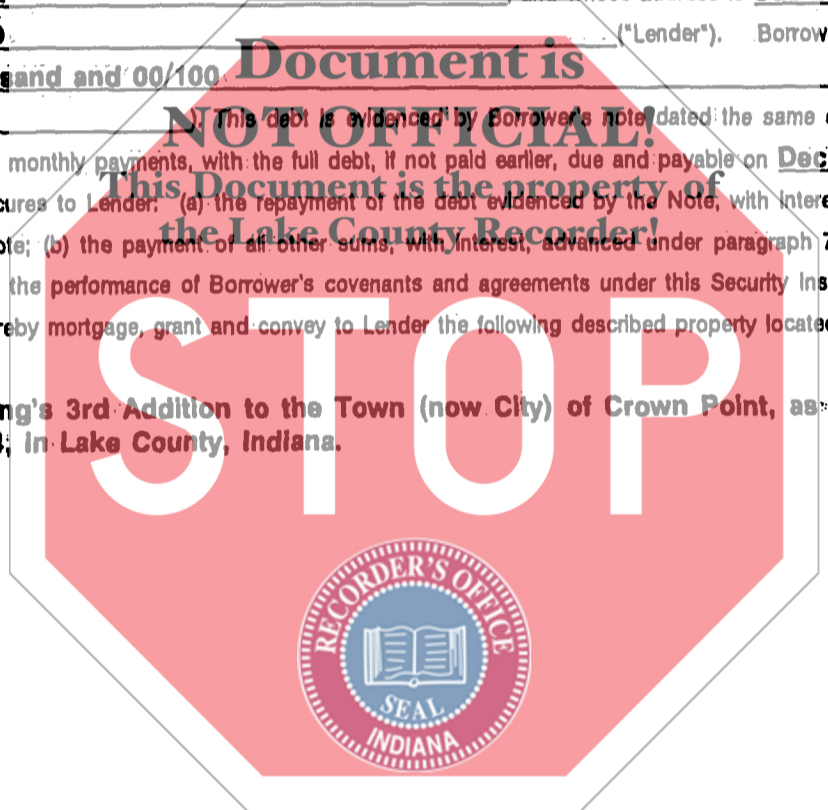 ("Lender"). Borrow
sand and 00/100
Document is
NOT OFFICIAL!
). This debt is evidenced by Borrower's note dated the same
monthly payments, with the full debt, if not paid earlier, due and payable on Dec
This Document is the property of
cures to Lender: (a) the repayment of the debt evidenced by the Note, with intere
the Lake County Recorder!
ote; (b) the payment of all other sums, with interest, advanced under paragraph 7
the performance of Borrower's covenants and agreements under this Security Ins
reby mortgage, grant and convey to Lender the following described property locate
STOP
ng's 3rd Addition to the Town (now City) of Crown Point, as
in Lake County, Indiana.
RECORDER'S OFFICE
SEAL
INDIANA